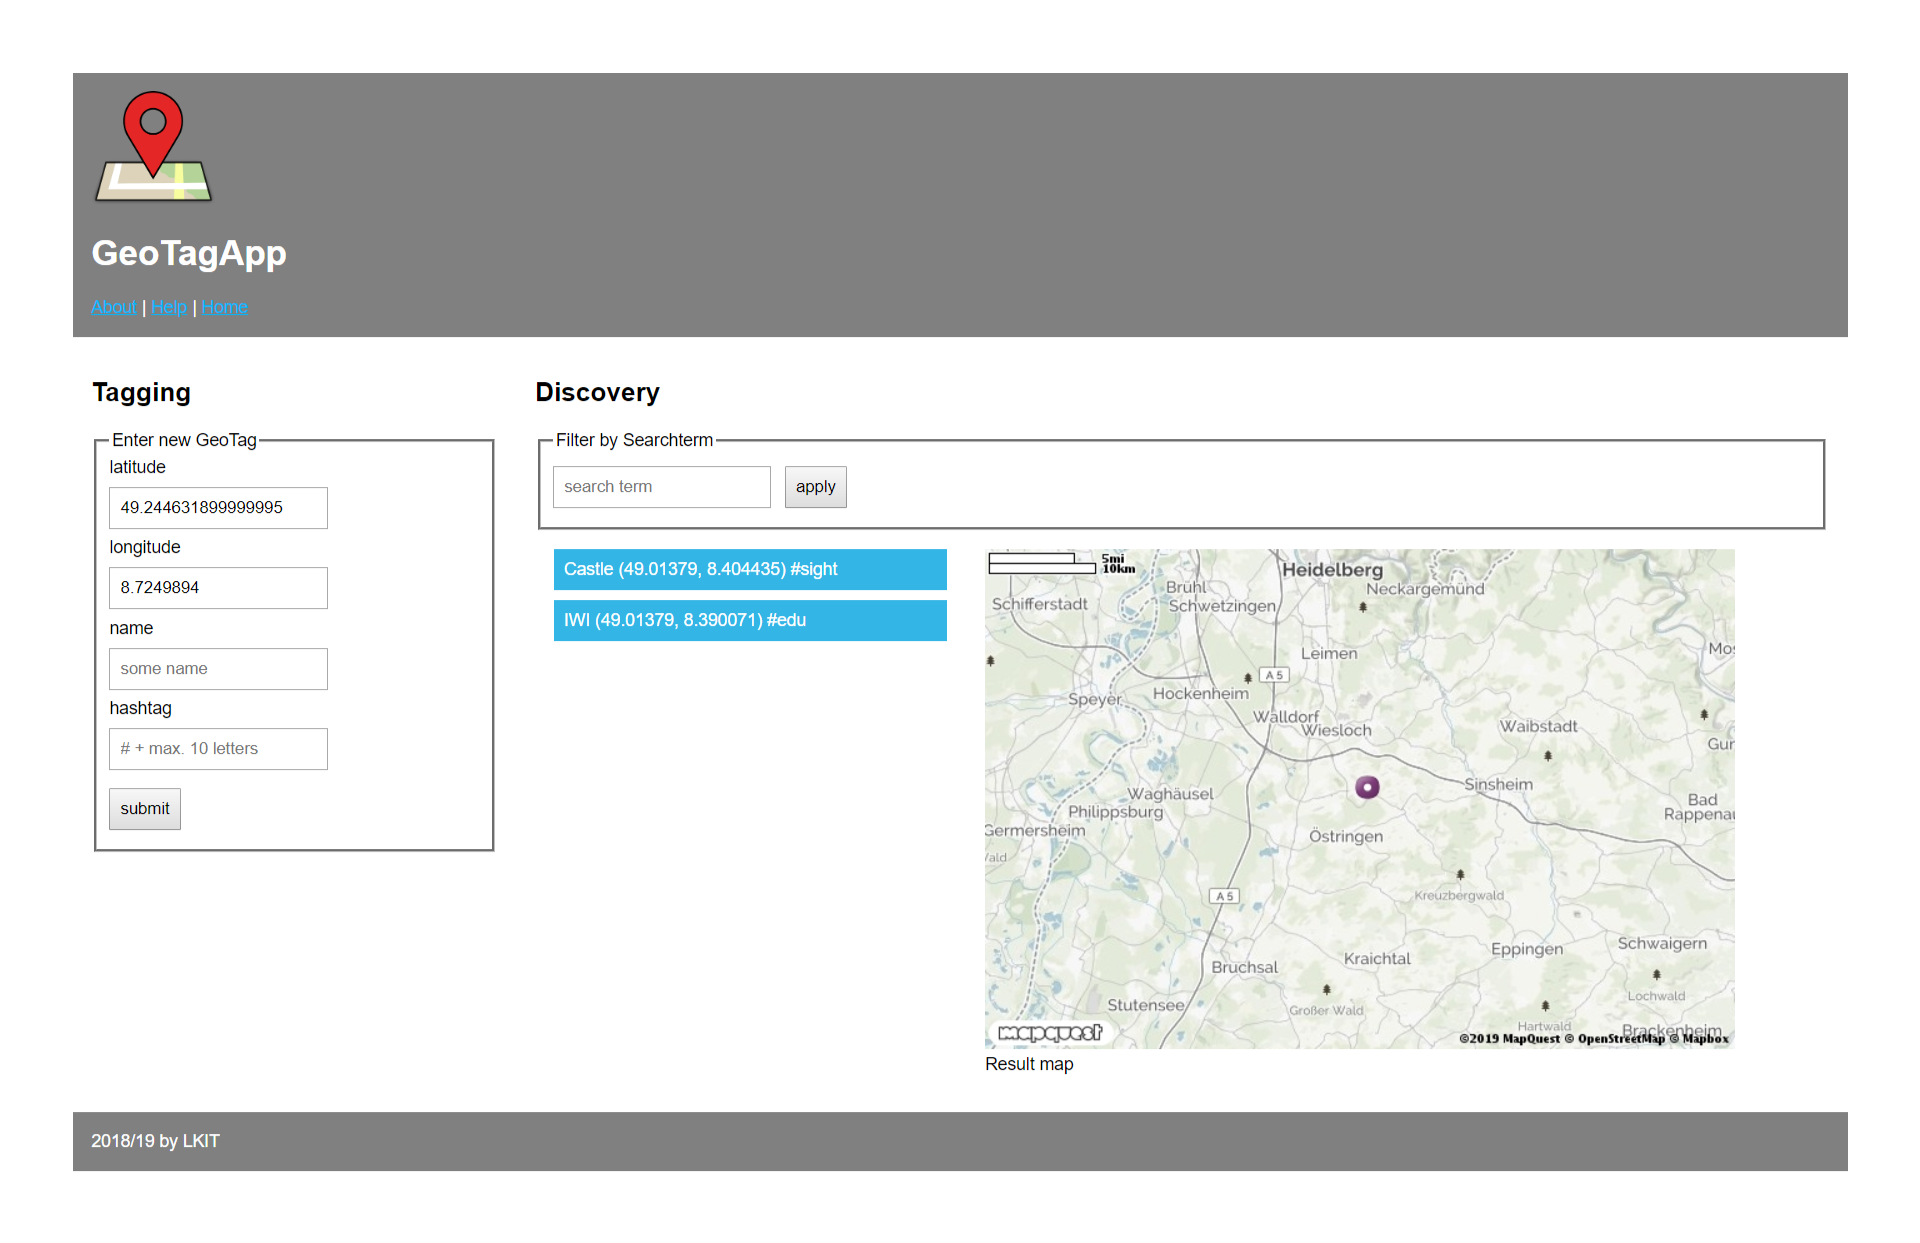 GeoTagApp
About | Help | Home
Tagging
Enter new GeoTag
latitude
49.244631899999995
longitude
8.7249894
name
some name
hashtag
# + max. 10 letters
submit
Discovery
Filter by Searchterm
search term
apply
Castle (49.01379, 8.404435) #sight
IWI (49.01379, 8.390071) #edu
5mi
10km
Heidelberg
Brühl
Neckargemünd
Schifferstadt
Schwetzingen
Mos
Leimen
A 5
Hockenheim
Speyer
Walldorf
Wiesloch
Waibstadt
Gur
Sinsheim
Waghäusel
Bad
Rappenau
Philippsburg
Germersheim
Östringen
Wald
A 5
Kreuzbergwald
Schwaigern
Eppingen
Kraichtal
Bruchsal
Lochwald
Stutensee
Großer Wald
Hartwald
Brackenheim
mapquest
©2019 MapQuest © OpenStreetMap © Mapbox
Result map
2018/19 by LKIT